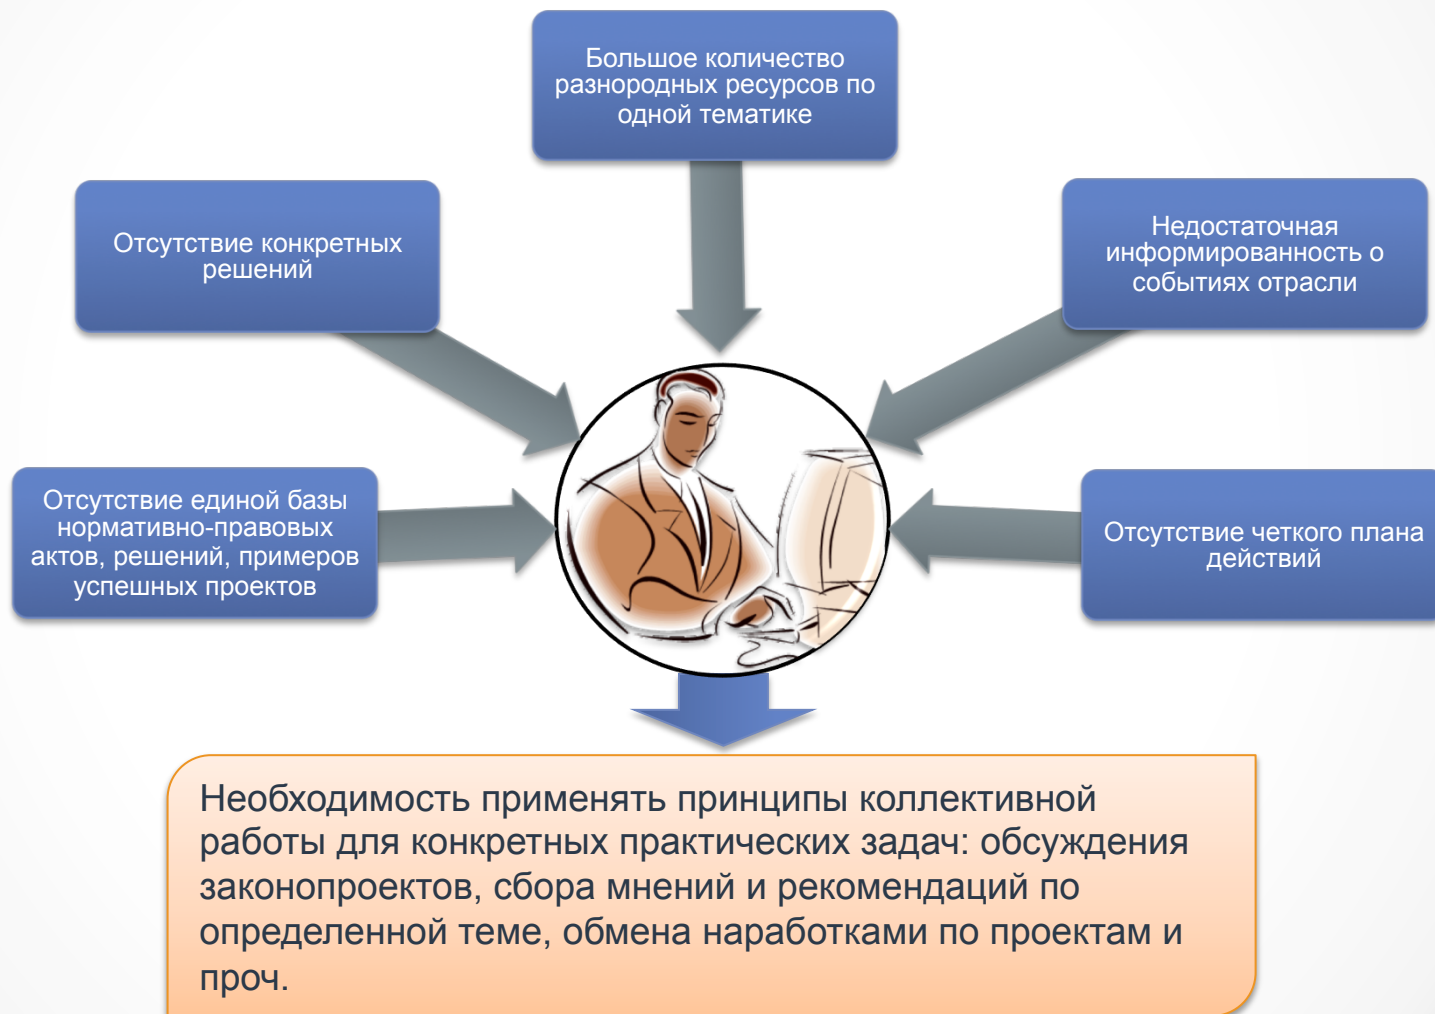 Большое количество
разнородных ресурсов по
одной тематике
Отсутствие конкретных
решений
Недостаточная
информированность о
событиях отрасли
Отсутствие единой базы
нормативно-правовых
актов, решений, примеров
успешных проектов
Отсутствие четкого плана
действий
Необходимость применять принципы коллективной
работы для конкретных практических задач: обсуждения
законопроектов, сбора мнений и рекомендаций по
определенной теме, обмена наработками по проектам и
проч.